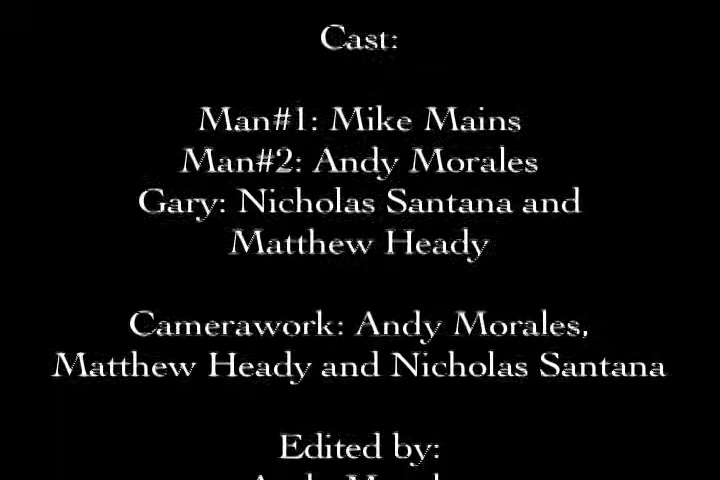 Cast:
Man#1: Mike Mains
Man#2: Andy Morales
Gary: Nicholas Santana and
Matthew Heady
Camerawork: Andy Morales,
Matthew Heady and Nicholas Santana
Edited by: